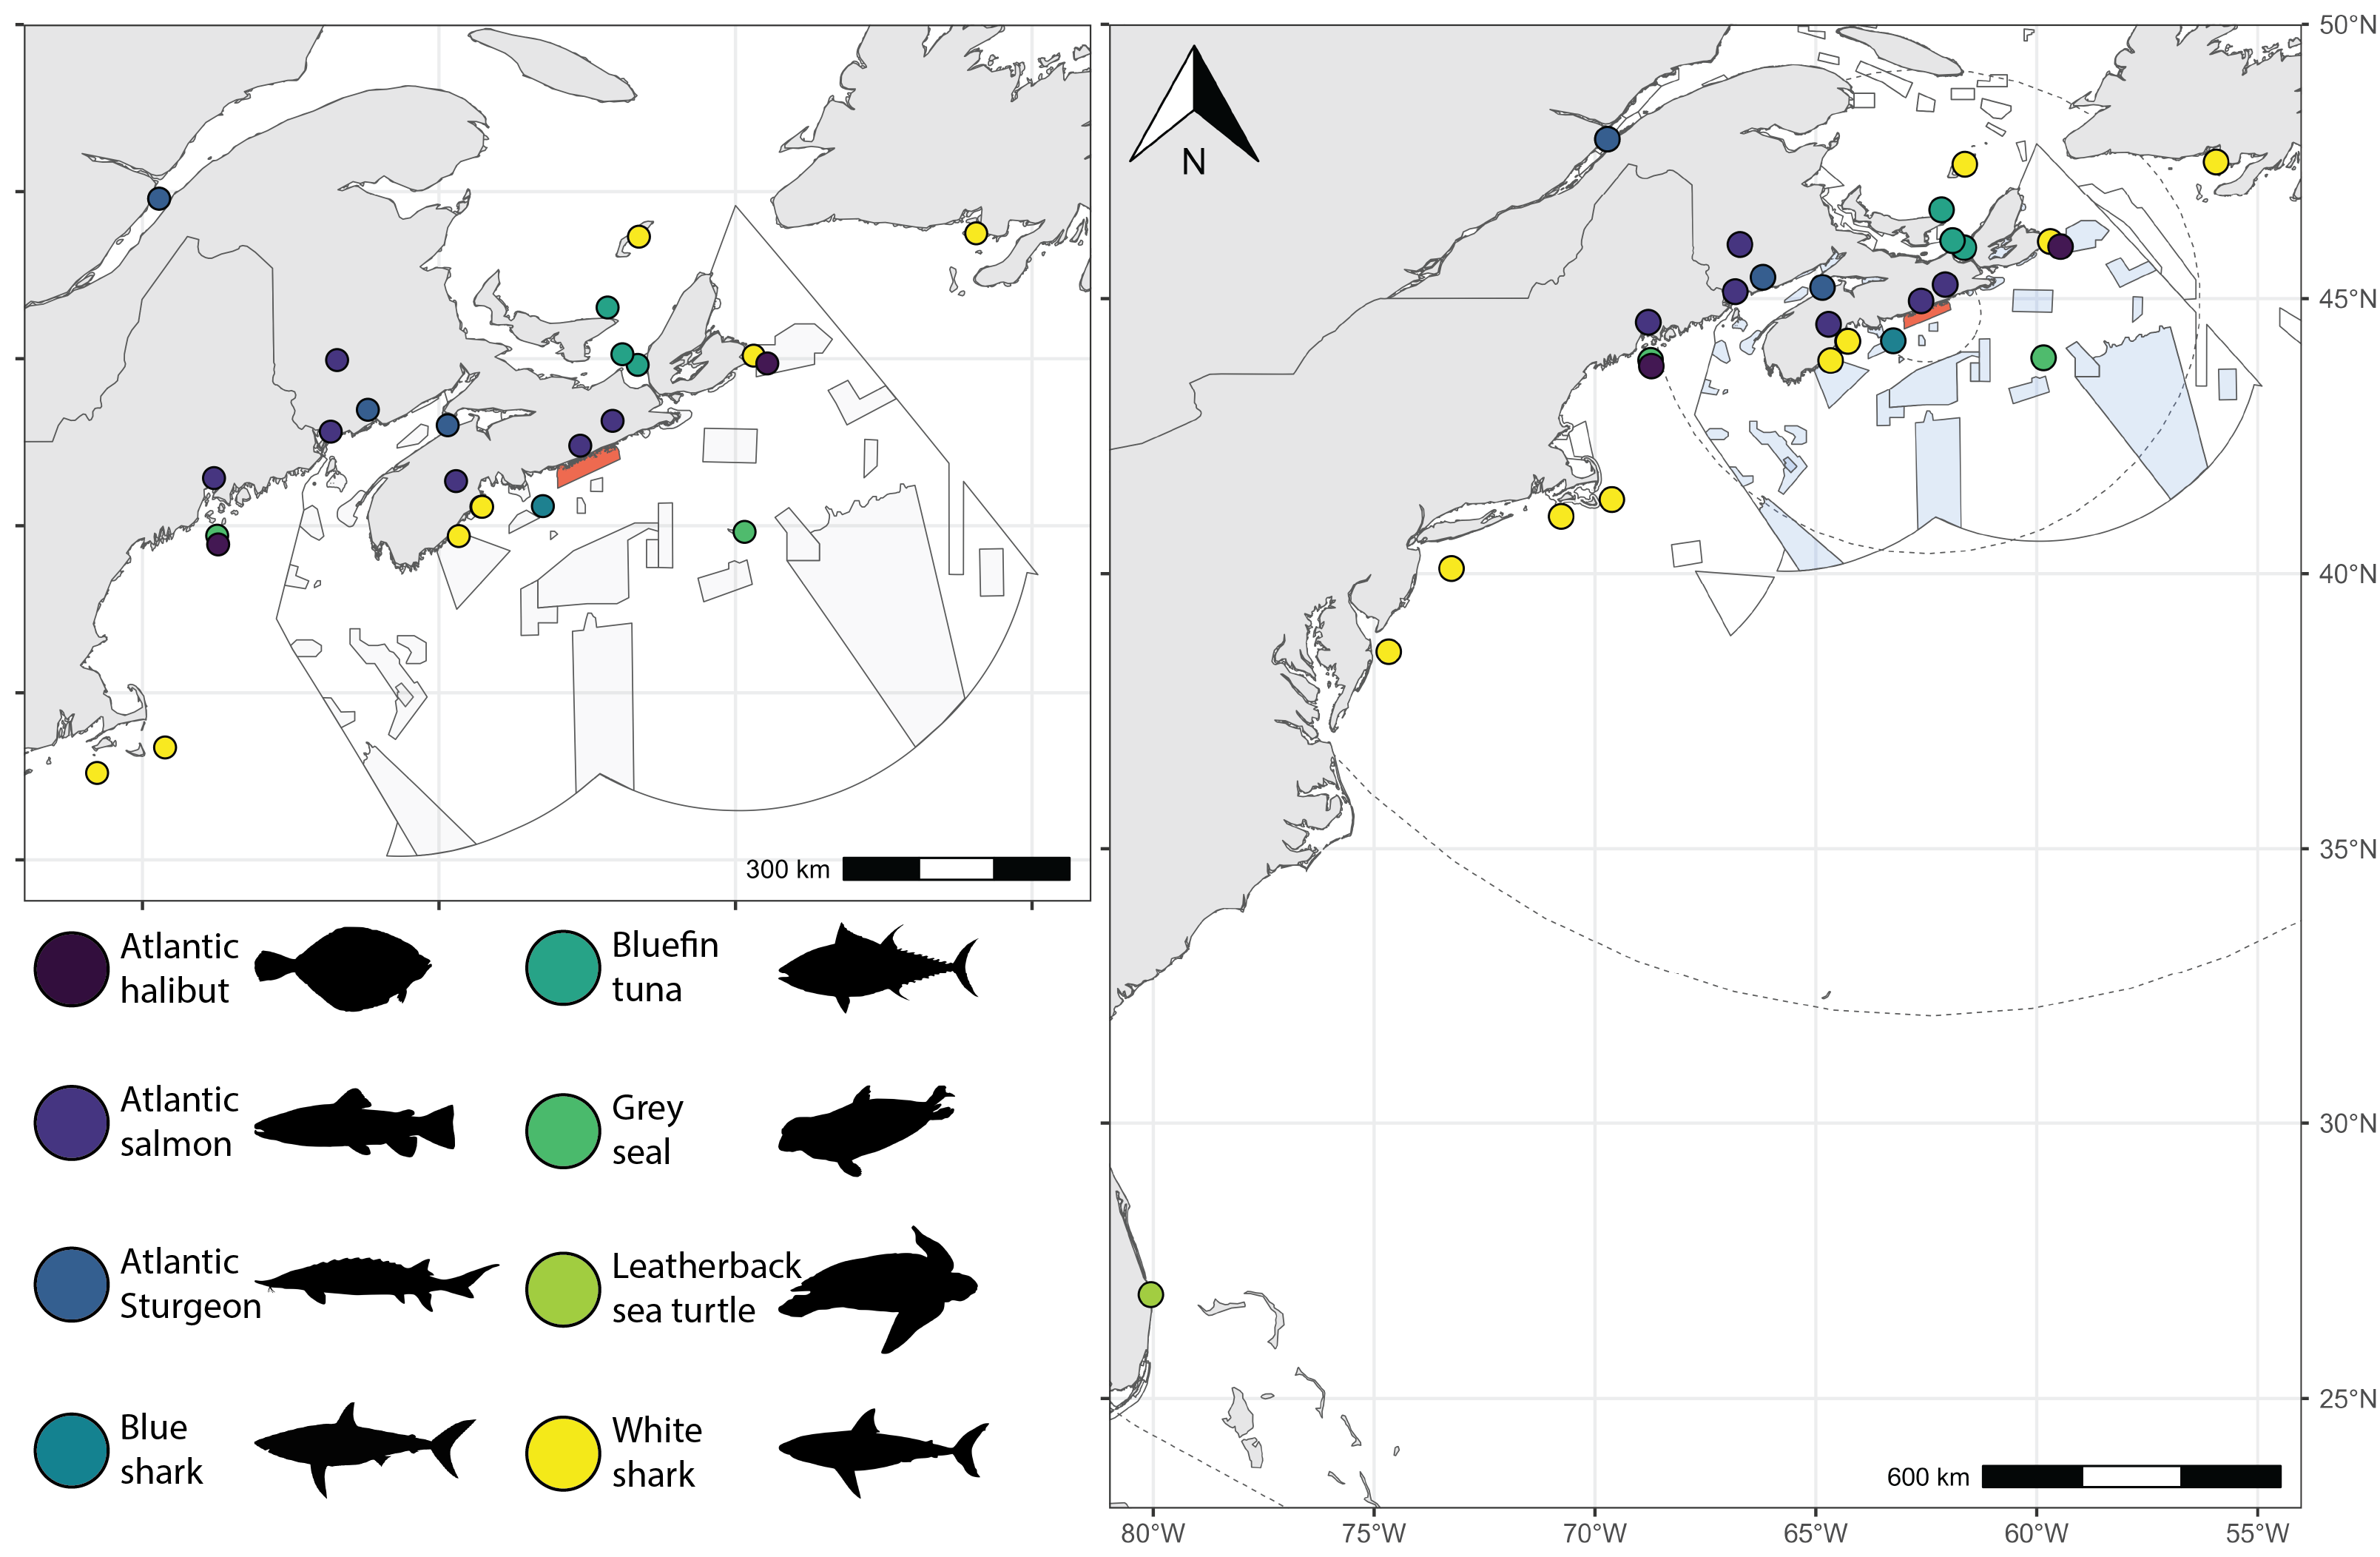 N
50°N
45°N
40°N
35°N
30°N
25°N
300 km
600 km
80°W
75°W
70°W
65°W
60°W
55°W
Atlantic
halibut
Bluefin
tuna
Atlantic
salmon
Grey
seal
Atlantic
Sturgeon
Leatherback
sea turtle
Blue
shark
White
shark